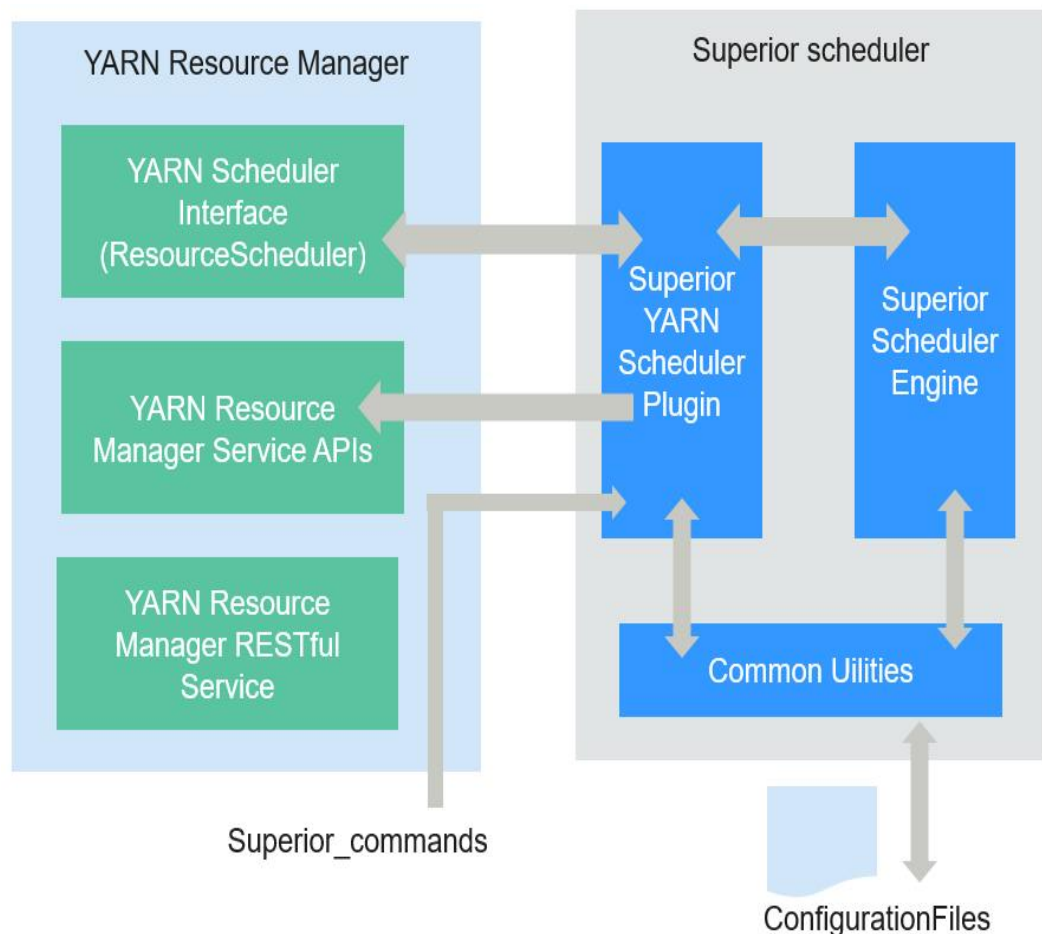 YARN Resource Manager
YARN Scheduler
Interface
(ResourceScheduler)
YARN Resource
Manager Service APIs
YARN Resource
Manager RESTful
Service
Superior_commands
Superior scheduler
Superior
YARN
Scheduler
Plugin
Superior
Scheduler
Engine
Common Uilities
ConfigurationFiles